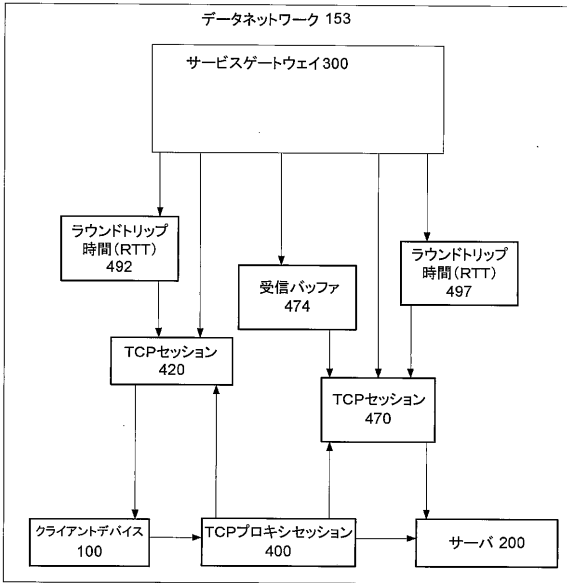 データネットワーク 153
サービスゲートウェイ300
ラウンドトリップ
時間(RTT)
492
受信バッファ
474
ラウンドトリップ
時間(RTT)
497
TCPセッション
420
TCPセッション
470
クライアントデバイス
100
TCPプロキシセッション
400
サーバ 200